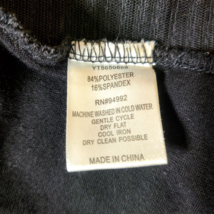 84%POLYESTER
16%SPANDEX
RN#94992
MACHINE WASHED IN COLD WATER
GENTLE CYCLE
DRY FLAT
COOL IRON
DRY CLEAN POSSIBLE
MADE IN CHINA